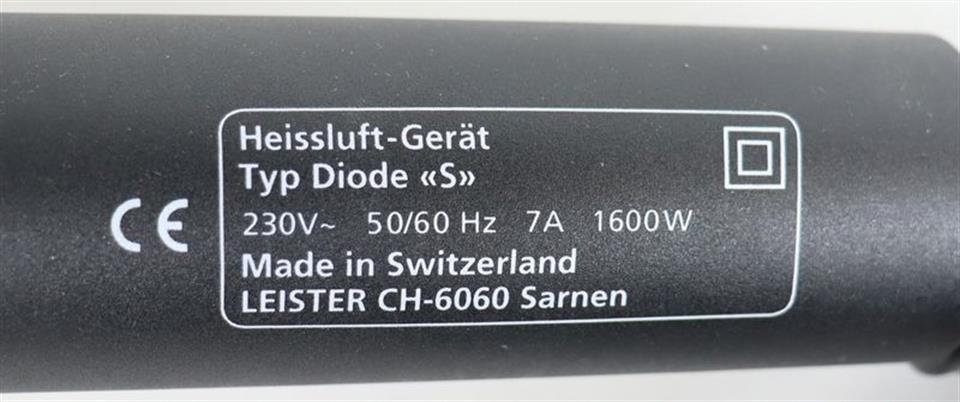 Heissluft-Gerät
Typ Diode «S»
CE 230V~ 50/60 Hz 7A 1600W
Made in Switzerland
LEISTER CH-6060 Sarnen